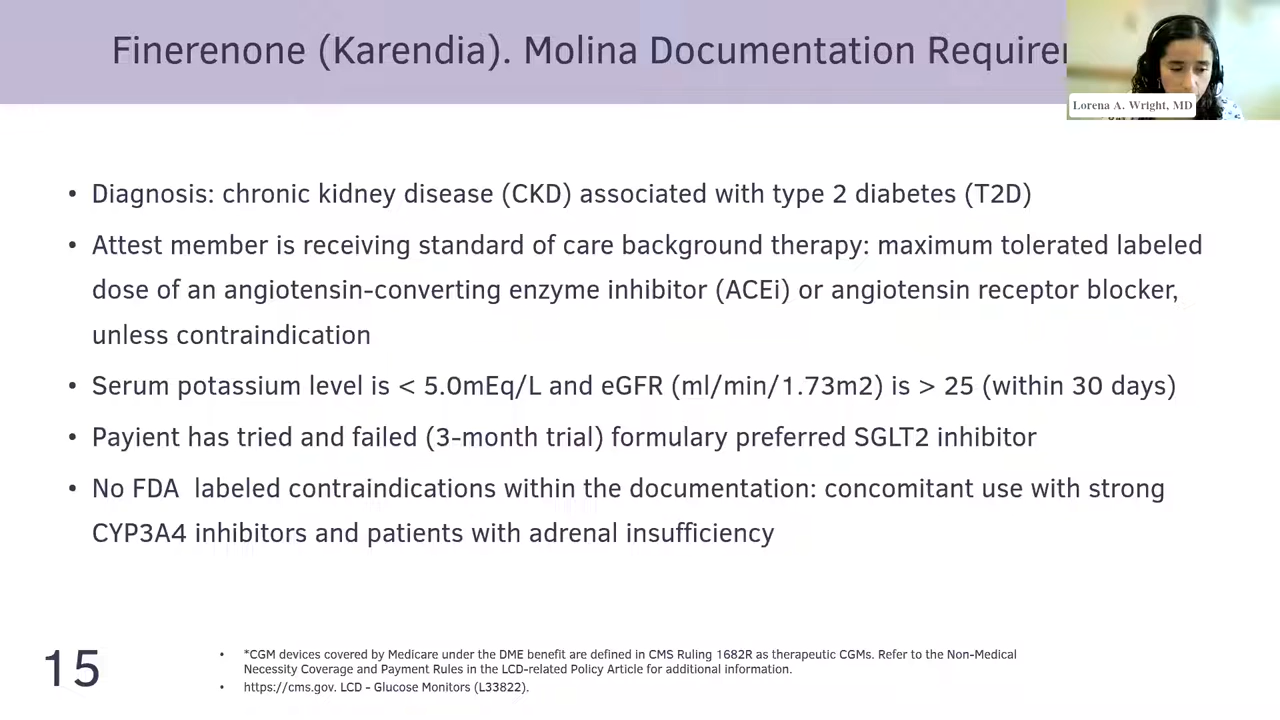 Finerenone (Karendia). Molina Documentation Require
Lorena A. Wright, MD
• Diagnosis: chronic kidney disease (CKD) associated with type 2 diabetes (T2D)
• Attest member is receiving standard of care background therapy: maximum tolerated labeled
dose of an angiotensin-converting enzyme inhibitor (ACEi) or angiotensin receptor blocker,
unless contraindication
• Serum potassium level is < 5.0mEq/L and eGFR (ml/min/1.73m2) is > 25 (within 30 days)
• Payient has tried and failed (3-month trial) formulary preferred SGLT2 inhibitor
• No FDA  labeled contraindications within the documentation: concomitant use with strong
CYP3A4 inhibitors and patients with adrenal insufficiency
15
• *CGM devices covered by Medicare under the DME benefit are defined in CMS Ruling 1682R as therapeutic CGMs. Refer to the Non-Medical
Necessity Coverage and Payment Rules in the LCD-related Policy Article for additional information.
• https://cms.gov. LCD - Glucose Monitors (L33822).